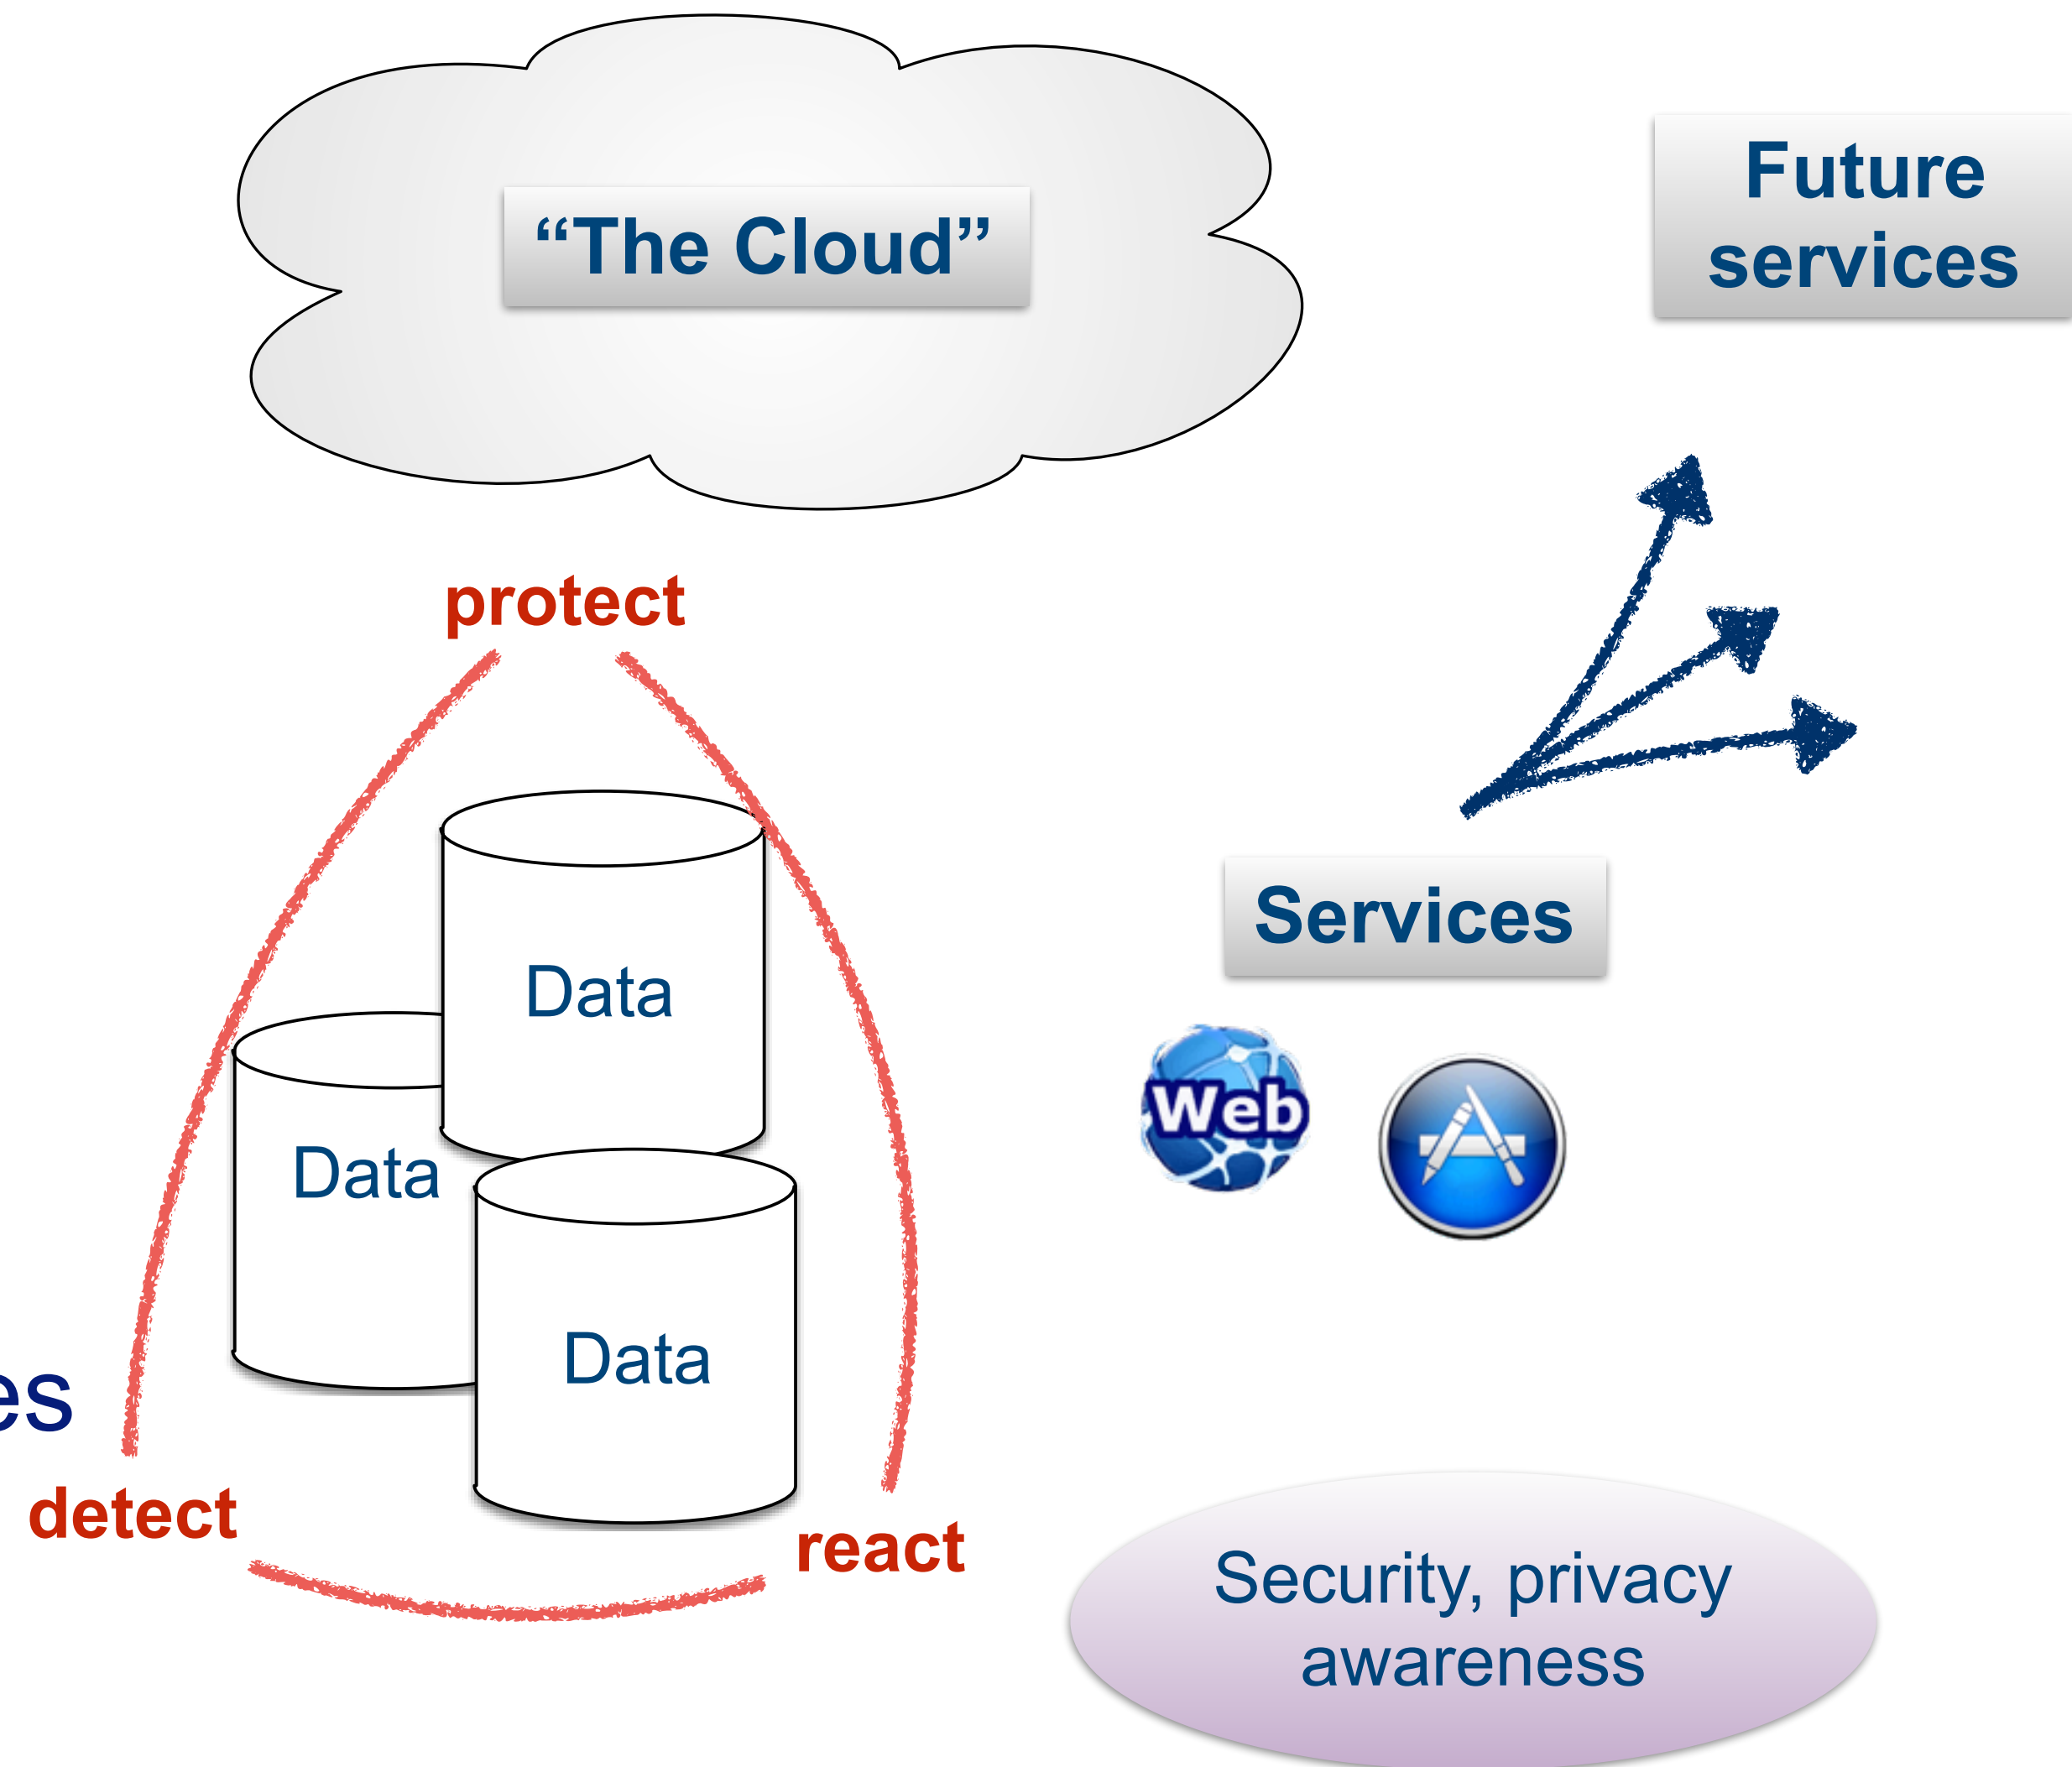 “The Cloud”
Future
services
protect
Data
Services
Data
Web
Data
es
detect
react
Security, privacy
awareness